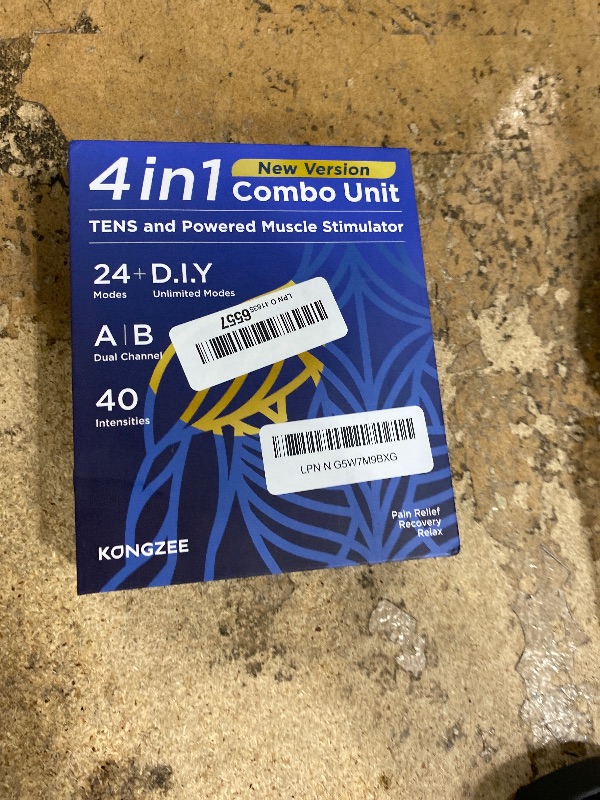 4in1
New Version
Combo Unit
TENS and Powered Muscle Stimulator
24 + D.I.Y
Modes Unlimited Modes
A | B
Dual Channel
40
Intensities
6557
LPN N G5W7M9BXG
Pain Relief
Recovery
Relax
KONGZEE